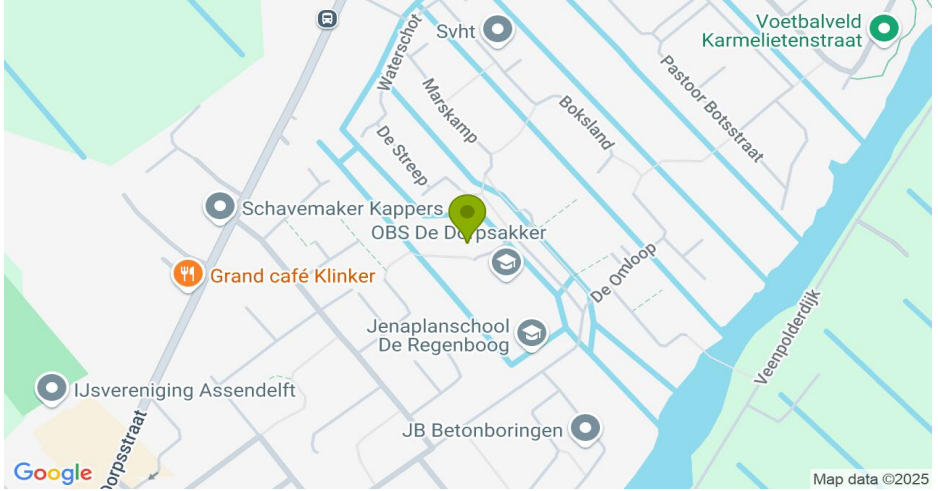 Voetbalveld
Karmelietenstraat
Svht
Waterschot
Marskamp
Boksland
Pastoor Botsstraat
De Streep
Schavemaker Kappers
OBS De Dorpsakker
Grand café Klinker
De Omloop
Jenaplanschool
De Regenboog
Veenpolderdijk
IJsvereniging Assendelft
JB Betonboringen
Dorpsstraat
Google
Map data ©2025